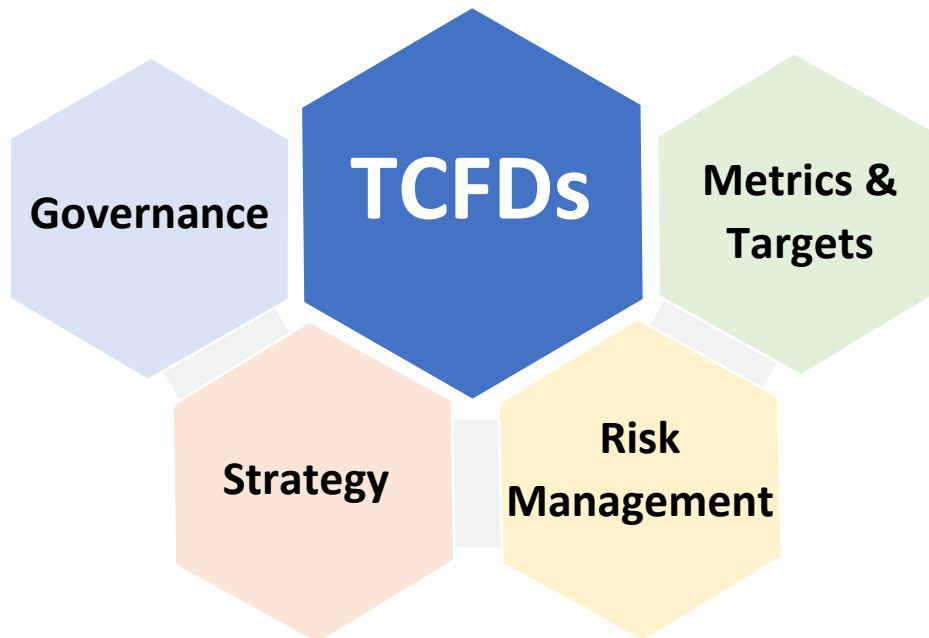 TCFDs
Governance
Metrics &
Targets
Strategy
Risk
Management